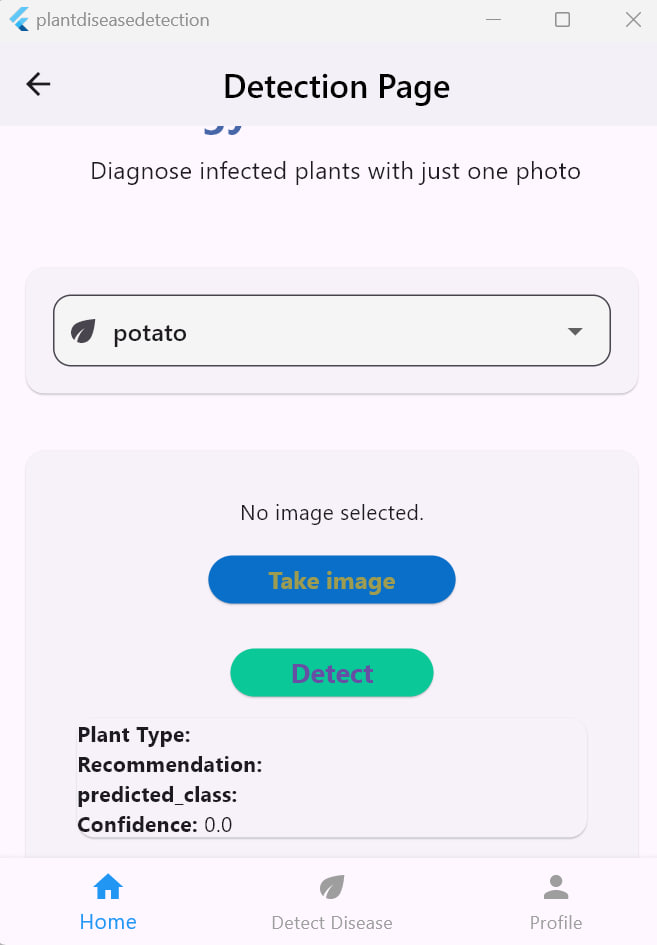 plantdiseasedetection
Detection Page
Diagnose infected plants with just one photo
potato
No image selected.
Take image
Detect
Plant Type:
Recommendation:
predicted_class:
Confidence: 0.0
Home
Detect Disease
Profile